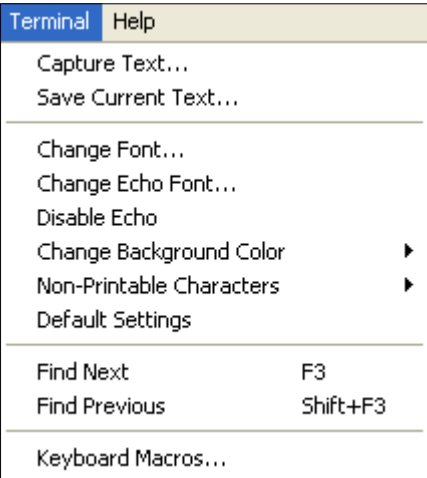 Terminal Help
Capture Text...
Save Current Text...
Change Font...
Change Echo Font...
Disable Echo
Change Background Color
Non-Printable Characters
Default Settings
Find Next F3
Find Previous Shift+F3
Keyboard Macros...